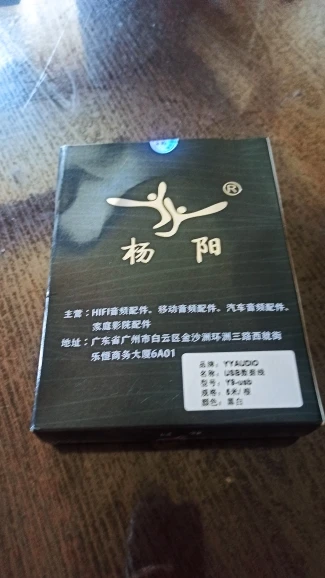 ®
杨 阳
主营：HIFI音频配件、移动音频配件、汽车音频配件、
家庭影院配件
地址：广东省广州市白云区金沙洲环洲三路西就街
乐恒商务大厦6A01
品牌：YYAUDIO
名称：USB数据线
型号：Y8-usb
规格：5米/根
颜色：黑白